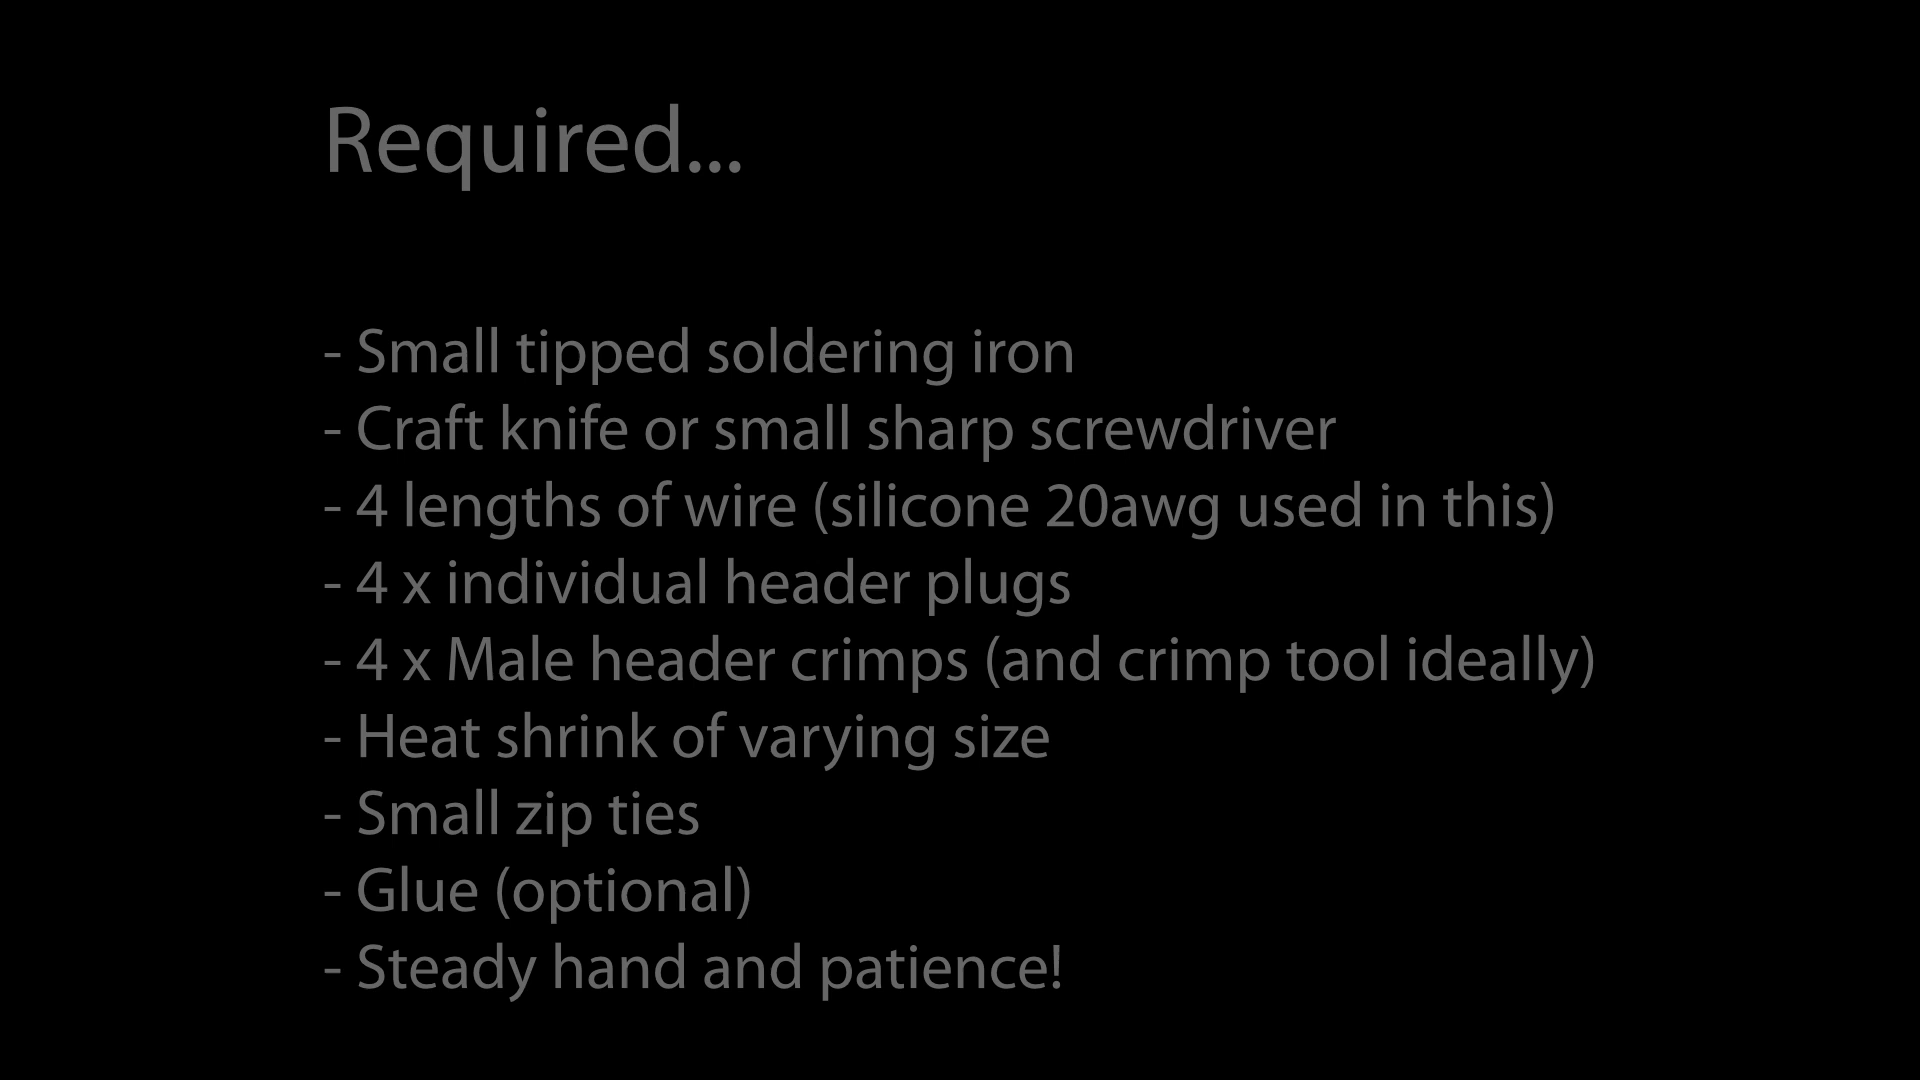 Required...
- Small tipped soldering iron
- Craft knife or small sharp screwdriver
- 4 lengths of wire (silicone 20awg used in this)
- 4 x individual header plugs
- 4 x Male header crimps (and crimp tool ideally)
- Heat shrink of varying size
- Small zip ties
- Glue (optional)
- Steady hand and patience!